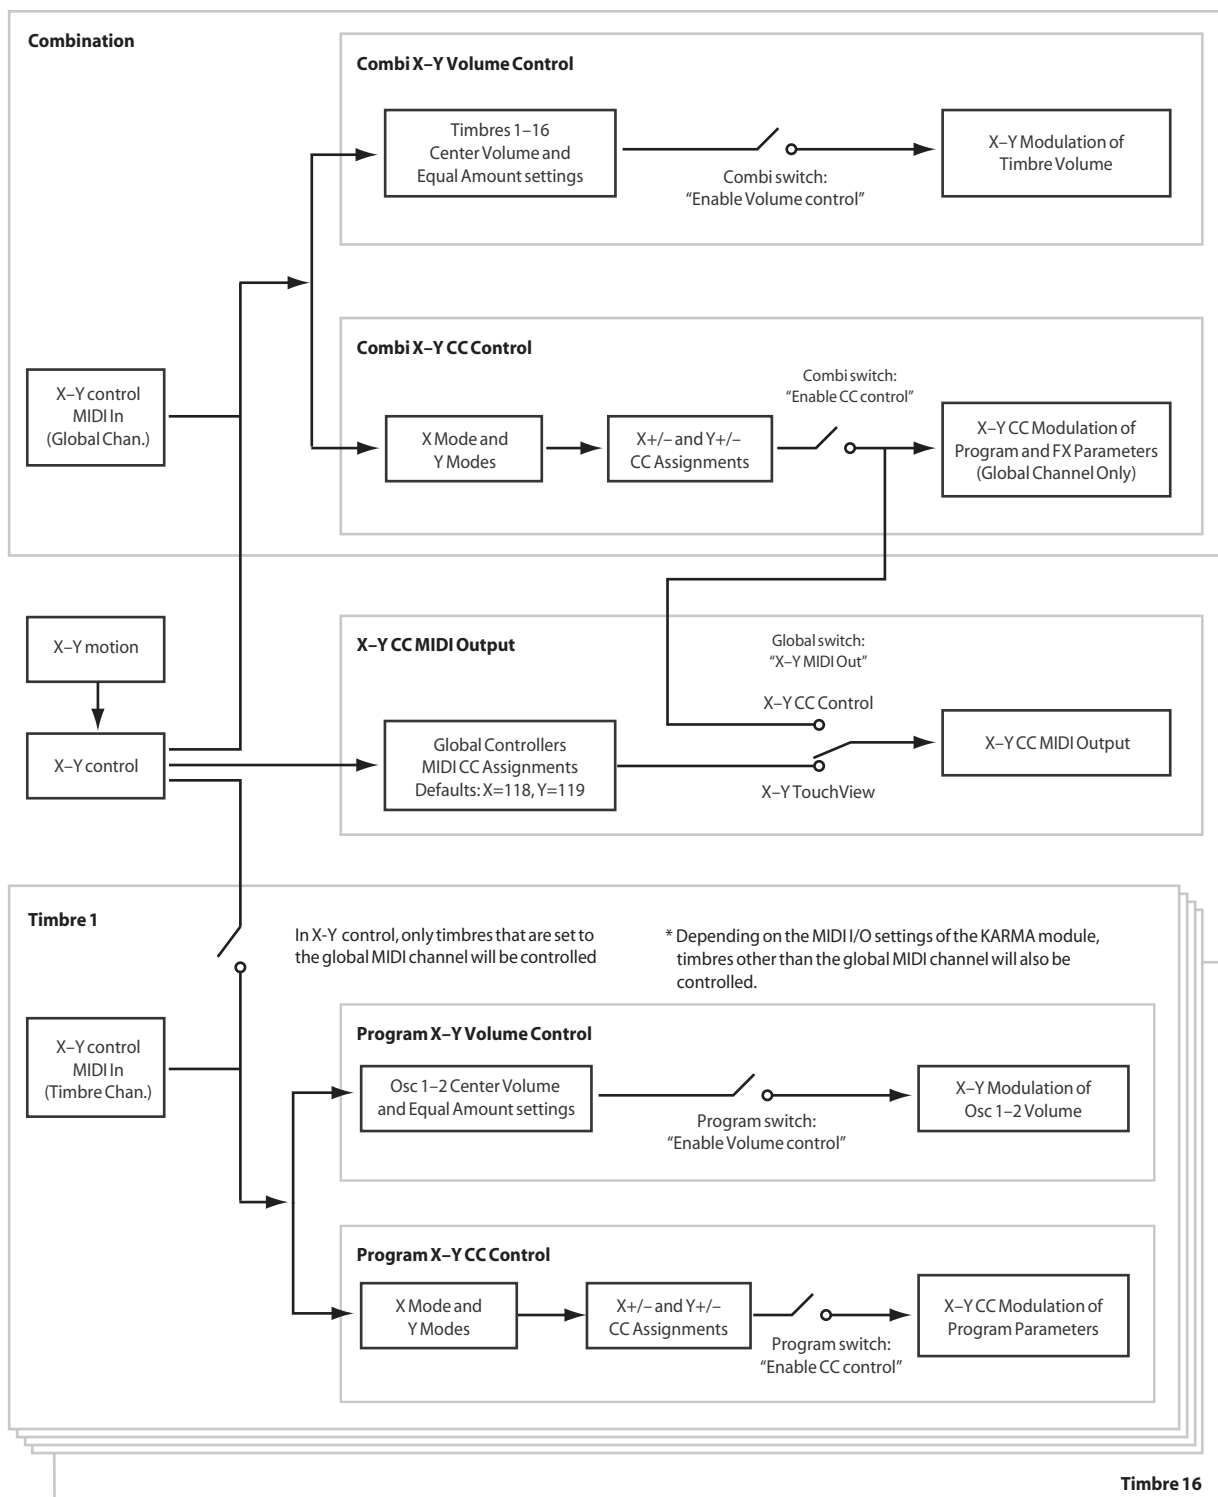 Combination
Combi X–Y Volume Control
Timbres 1–16
Center Volume and
Equal Amount settings
Combi switch:
“Enable Volume control”
X–Y Modulation of
Timbre Volume
Combi X–Y CC Control
X–Y control
MIDI In
(Global Chan.)
X Mode and
Y Modes
X+/– and Y+/–
CC Assignments
Combi switch:
“Enable CC control”
X–Y CC Modulation of
Program and FX Parameters
(Global Channel Only)
X–Y motion
X–Y control
X–Y CC MIDI Output
Global Controllers
MIDI CC Assignments
Defaults: X=118, Y=119
Global switch:
“X–Y MIDI Out”
X–Y CC Control
X–Y TouchView
X–Y CC MIDI Output
Timbre 1
In X-Y control, only timbres that are set to
the global MIDI channel will be controlled
* Depending on the MIDI I/O settings of the KARMA module,
timbres other than the global MIDI channel will also be
controlled.
X–Y control
MIDI In
(Timbre Chan.)
Program X–Y Volume Control
Osc 1–2 Center Volume
and Equal Amount settings
Program switch:
“Enable Volume control”
X–Y Modulation of
Osc 1–2 Volume
Program X–Y CC Control
X Mode and
Y Modes
X+/– and Y+/–
CC Assignments
Program switch:
“Enable CC control”
X–Y CC Modulation of
Program Parameters
Timbre 16